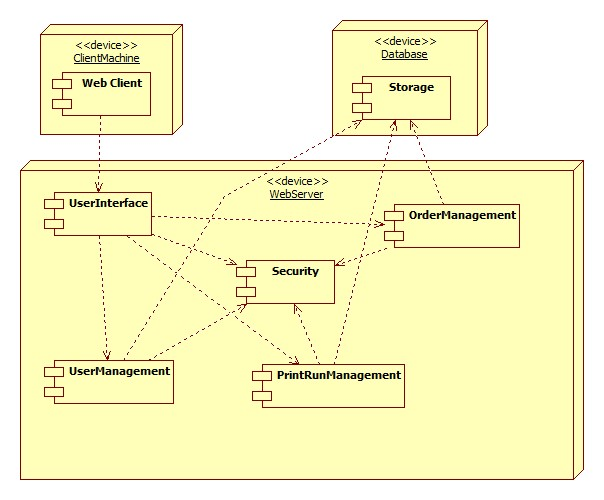 <<device>>
ClientMachine
Web Client
<<device>>
Database
Storage
<<device>>
WebServer
UserInterface
OrderManagement
Security
UserManagement
PrintRunManagement